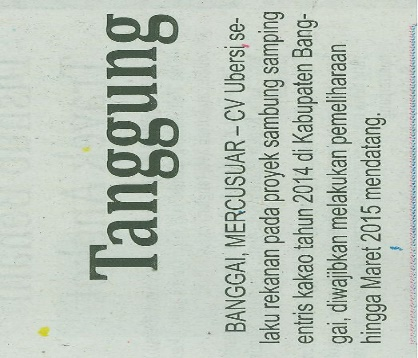 Tanggung
BANGGAI, MERCUSUAR – CV Ubersi se-
laku rekanan pada proyek sambung samping
entris kakao tahun 2014 di Kabupaten Bang-
gai, diwajibkan melakukan pemeliharaan
hingga Maret 2015 mendatang.